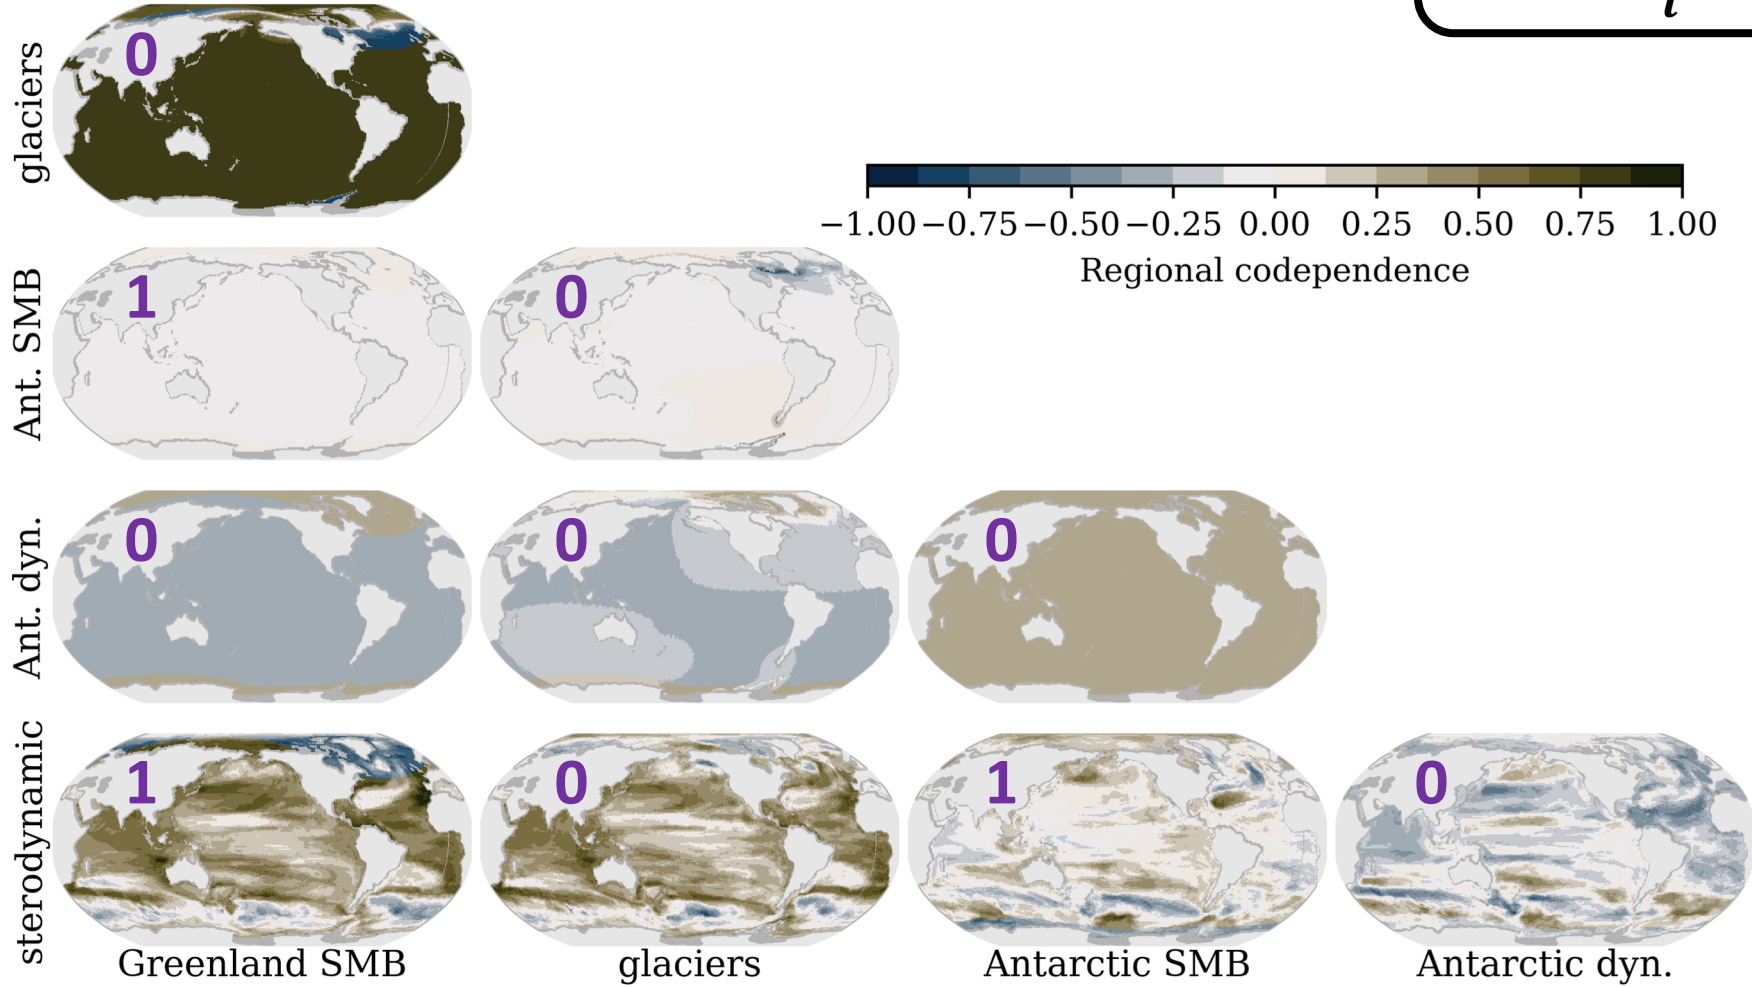 t
glaciers
0
−1.00 −0.75 −0.50 −0.25 0.00 0.25 0.50 0.75 1.00
Regional codependence
Ant. SMB
1
0
Ant. dyn.
0
0
0
sterodynamic
1
0
1
0
Greenland SMB
glaciers
Antarctic SMB
Antarctic dyn.